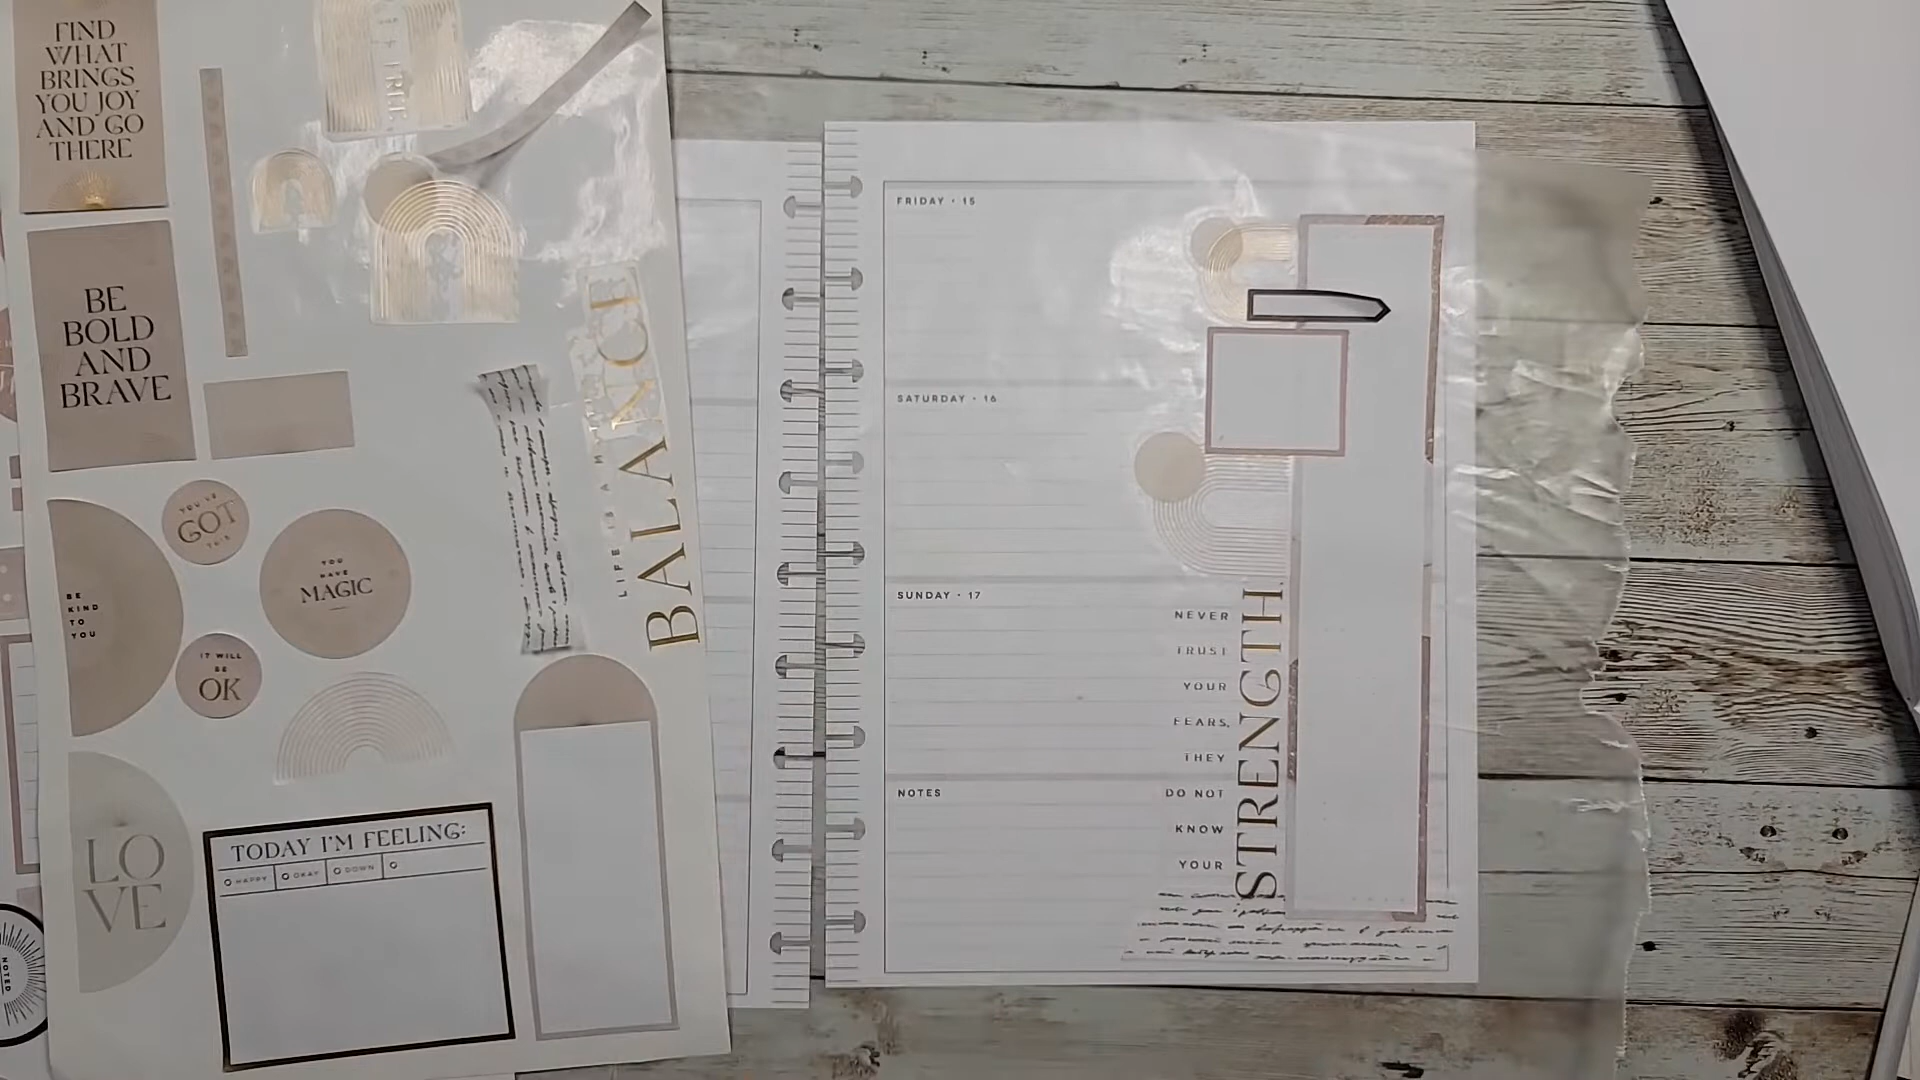 FIND
WHAT
BRINGS
YOU JOY
AND GO
THERE
BE
BOLD
AND
BRAVE
YOU'VE
GOT
THIS
YOU
HAVE
MAGIC
BE
KIND
TO
YOU
IT WILL
BE
OK
LO
VE
TODAY I'M FEELING:
HAPPY
OKAY
DOWN
LIFE IS A
BALANCE
NOTED
FRIDAY • 15
SATURDAY • 16
SUNDAY • 17
NOTES
NEVER
TRUST
YOUR
FEARS,
THEY
DO NOT
KNOW
YOUR
STRENGTH.